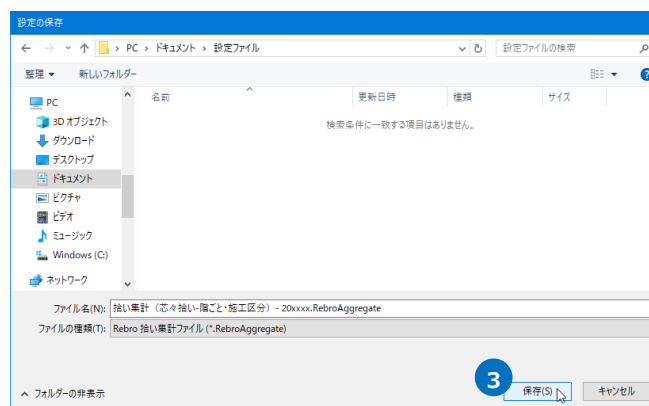 設定の保存
PC › ドキュメント › 設定ファイル
設定ファイルの検索
整理 新しいフォルダー
名前 更新日時 種類 サイズ
検索条件に一致する項目はありません。
PC
3D オブジェクト
ダウンロード
デスクトップ
ドキュメント
ピクチャ
ビデオ
ミュージック
Windows (C:)
ネットワーク
ファイル名(N): 拾い集計（芯々拾い-階ごと・施工区分）- 20xxxx.RebroAggregate
ファイルの種類(T): Rebro 拾い集計ファイル (*.RebroAggregate)
フォルダーの非表示
3
保存(S)
キャンセル